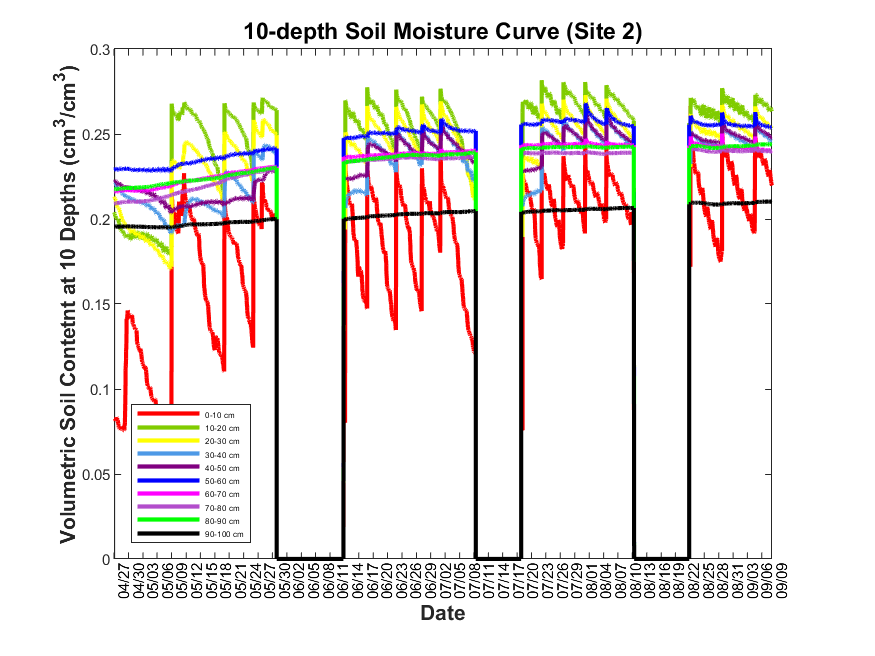 10-depth Soil Moisture Curve (Site 2)
Volumetric Soil Contetnt at 10 Depths (cm3/cm3)
0.3
0.25
0.2
0.15
0.1
0.05
0
0-10 cm
10-20 cm
20-30 cm
30-40 cm
40-50 cm
50-60 cm
60-70 cm
70-80 cm
80-90 cm
90-100 cm
04/27 04/30 05/03 05/06 05/09 05/12 05/15 05/18 05/21 05/24 05/27 05/30 06/02 06/05 06/08 06/11 06/14 06/17 06/20 06/23 06/26 06/29 07/02 07/05 07/08 07/11 07/14 07/17 07/20 07/23 07/26 07/29 08/01 08/04 08/07 08/10 08/13 08/16 08/19 08/22 08/25 08/28 08/31 09/03 09/06 09/09
Date